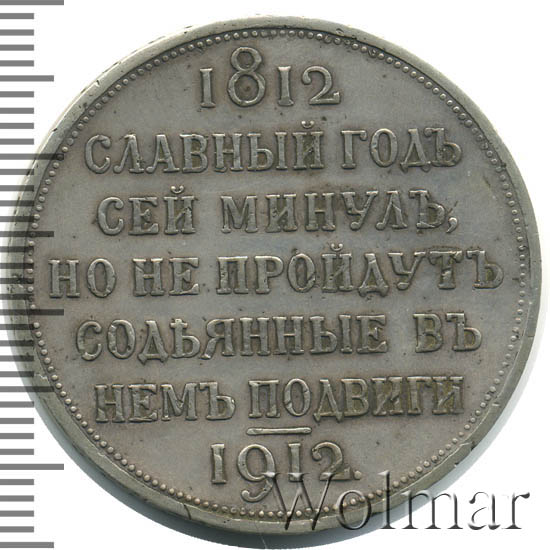 1812
СЛАВНЫЙ ГОДЪ
СЕЙ МИНУЛЪ,
НО НЕ ПРОЙДУТЪ
СОДѢЯННЫЕ ВЪ
НЕМЪ ПОДВИГИ
1912.
Wolmar